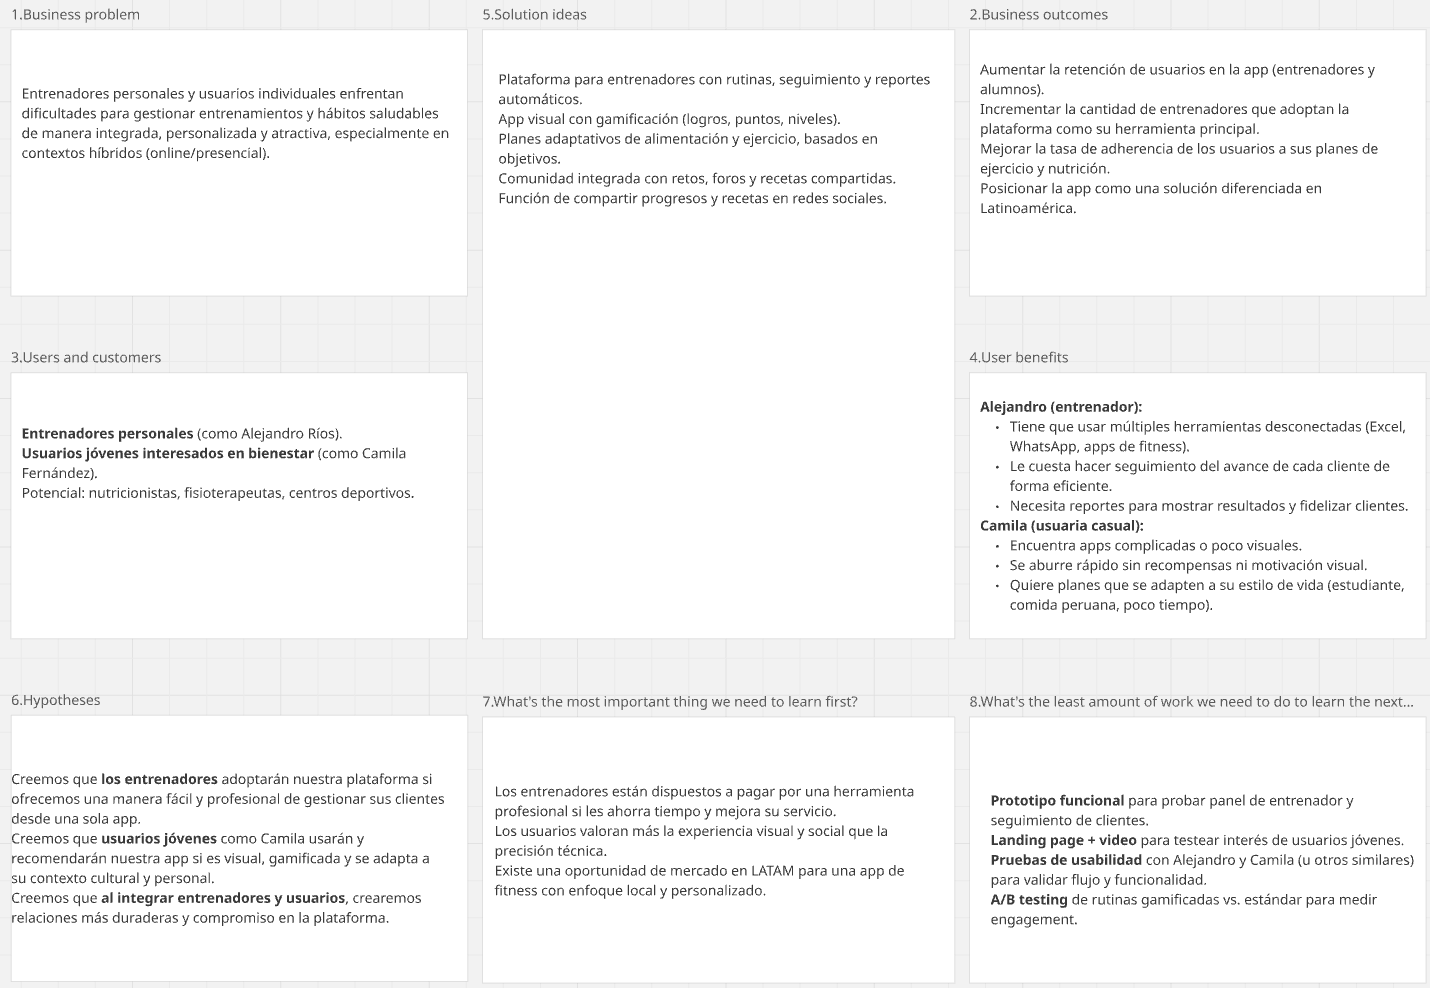 1.Business problem
Entrenadores personales y usuarios individuales enfrentan
dificultades para gestionar entrenamientos y hábitos saludables
de manera integrada, personalizada y atractiva, especialmente en
contextos híbridos (online/presencial).
5.Solution ideas
Plataforma para entrenadores con rutinas, seguimiento y reportes
automáticos.
App visual con gamificación (logros, puntos, niveles).
Planes adaptativos de alimentación y ejercicio, basados en
objetivos.
Comunidad integrada con retos, foros y recetas compartidas.
Función de compartir progresos y recetas en redes sociales.
2.Business outcomes
Aumentar la retención de usuarios en la app (entrenadores y
alumnos).
Incrementar la cantidad de entrenadores que adoptan la
plataforma como su herramienta principal.
Mejorar la tasa de adherencia de los usuarios a sus planes de
ejercicio y nutrición.
Posicionar la app como una solución diferenciada en
Latinoamérica.
3.Users and customers
Entrenadores personales (como Alejandro Ríos).
Usuarios jóvenes interesados en bienestar (como Camila
Fernández).
Potencial: nutricionistas, fisioterapeutas, centros deportivos.
4.User benefits
Alejandro (entrenador):
• Tiene que usar múltiples herramientas desconectadas (Excel,
WhatsApp, apps de fitness).
• Le cuesta hacer seguimiento del avance de cada cliente de
forma eficiente.
• Necesita reportes para mostrar resultados y fidelizar clientes.
Camila (usuaria casual):
• Encuentra apps complicadas o poco visuales.
• Se aburre rápido sin recompensas ni motivación visual.
• Quiere planes que se adapten a su estilo de vida (estudiante,
comida peruana, poco tiempo).
6.Hypotheses
Creemos que los entrenadores adoptarán nuestra plataforma si
ofrecemos una manera fácil y profesional de gestionar sus clientes
desde una sola app.
Creemos que usuarios jóvenes como Camila usarán y
recomendarán nuestra app si es visual, gamificada y se adapta a
su contexto cultural y personal.
Creemos que al integrar entrenadores y usuarios, crearemos
relaciones más duraderas y compromiso en la plataforma.
7.What's the most important thing we need to learn first?
Los entrenadores están dispuestos a pagar por una herramienta
profesional si les ahorra tiempo y mejora su servicio.
Los usuarios valoran más la experiencia visual y social que la
precisión técnica.
Existe una oportunidad de mercado en LATAM para una app de
fitness con enfoque local y personalizado.
8.What's the least amount of work we need to do to learn the next...
Prototipo funcional para probar panel de entrenador y
seguimiento de clientes.
Landing page + video para testear interés de usuarios jóvenes.
Pruebas de usabilidad con Alejandro y Camila (u otros similares)
para validar flujo y funcionalidad.
A/B testing de rutinas gamificadas vs. estándar para medir
engagement.